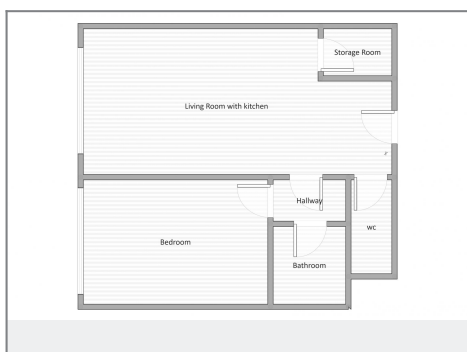 Storage Room
Living Room with kitchen
Hallway
wc
Bedroom
Bathroom